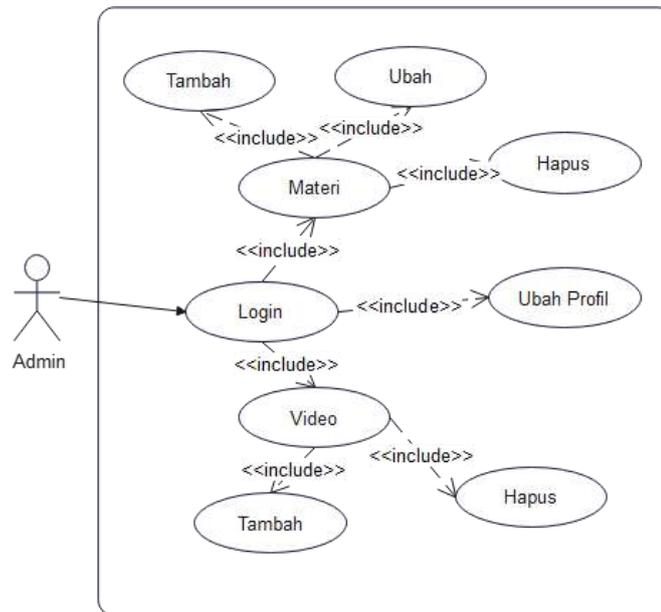 Tambah
Ubah
<<include>>
<<include>>
Hapus
<<include>>
Materi
<<include>>
Admin
Login
<<include>>
Ubah Profil
<<include>>
Video
<<include>>
<<include>>
Tambah
Hapus